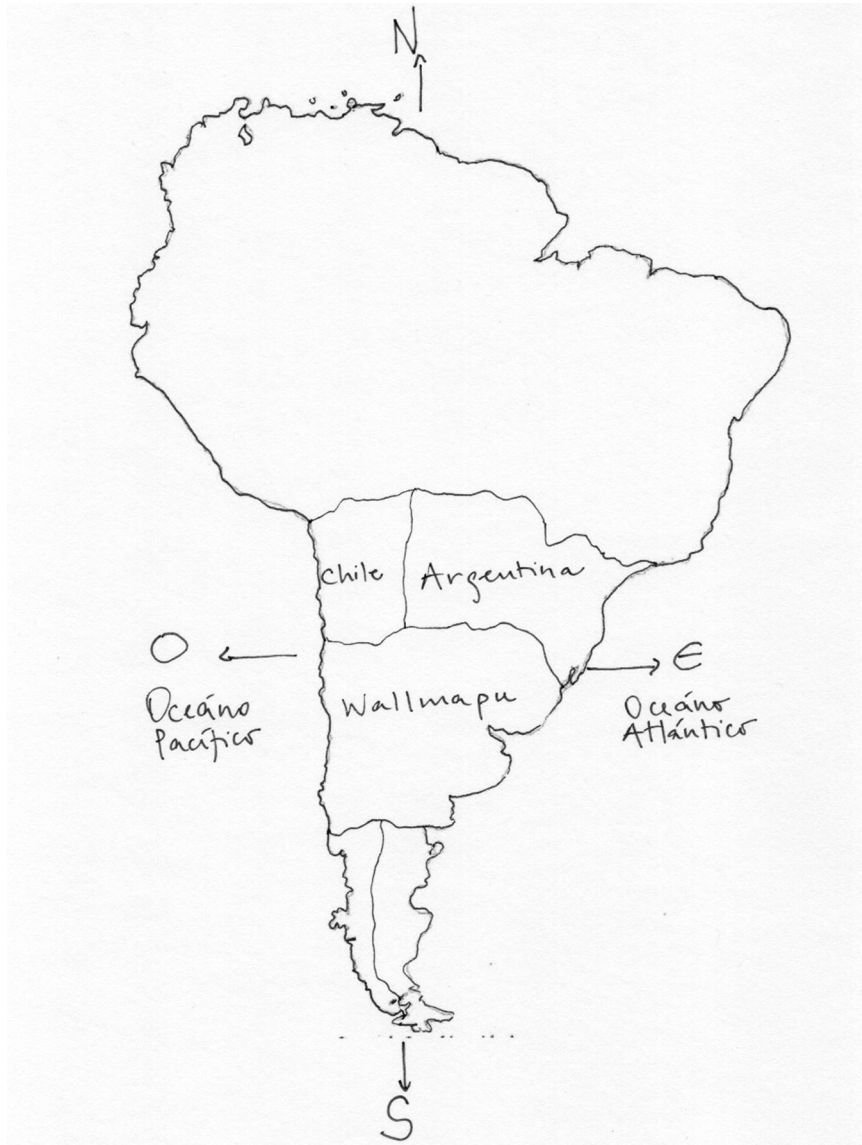 N
Chile
Argentina
O
E
Oceáno
Pacífico
Wallmapu
Oceáno
Atlántico
S